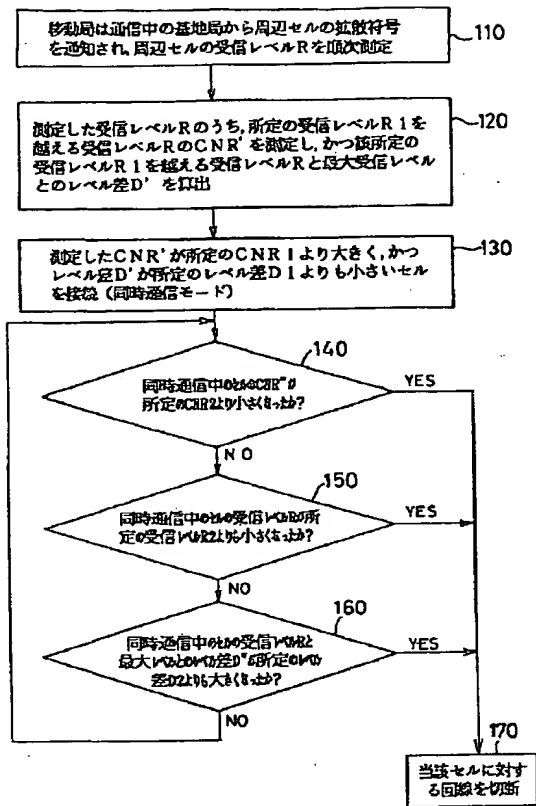 110
移動局は通信中の基地局から周辺セルの拡散符号
を通知され,周辺セルの受信レベルRを順次測定
120
測定した受信レベルRのうち,所定の受信レベルR1を
越える受信レベルRのCNR'を測定し,かつ該所定の
受信レベルR1を越える受信レベルRと最大受信レベル
とのレベル差D'を算出
130
測定したCNR'が所定のCNR1より大きく,かつ
レベル差D'が所定のレベル差D1よりも小さいセル
を接続(同時通信モード)
140
同時通信中のセルのCNR"が
所定のCNR2より小さくなったか?
YES
NO
150
同時通信中のセルの受信レベルRが所
定の受信レベルR2よりも小さくなったか?
YES
NO
160
同時通信中のセルの受信レベルRと
最大レベルとのレベル差D"が所定のレベル
差D2よりも大きくなったか?
YES
NO
170
当該セルに対す
る回線を切断